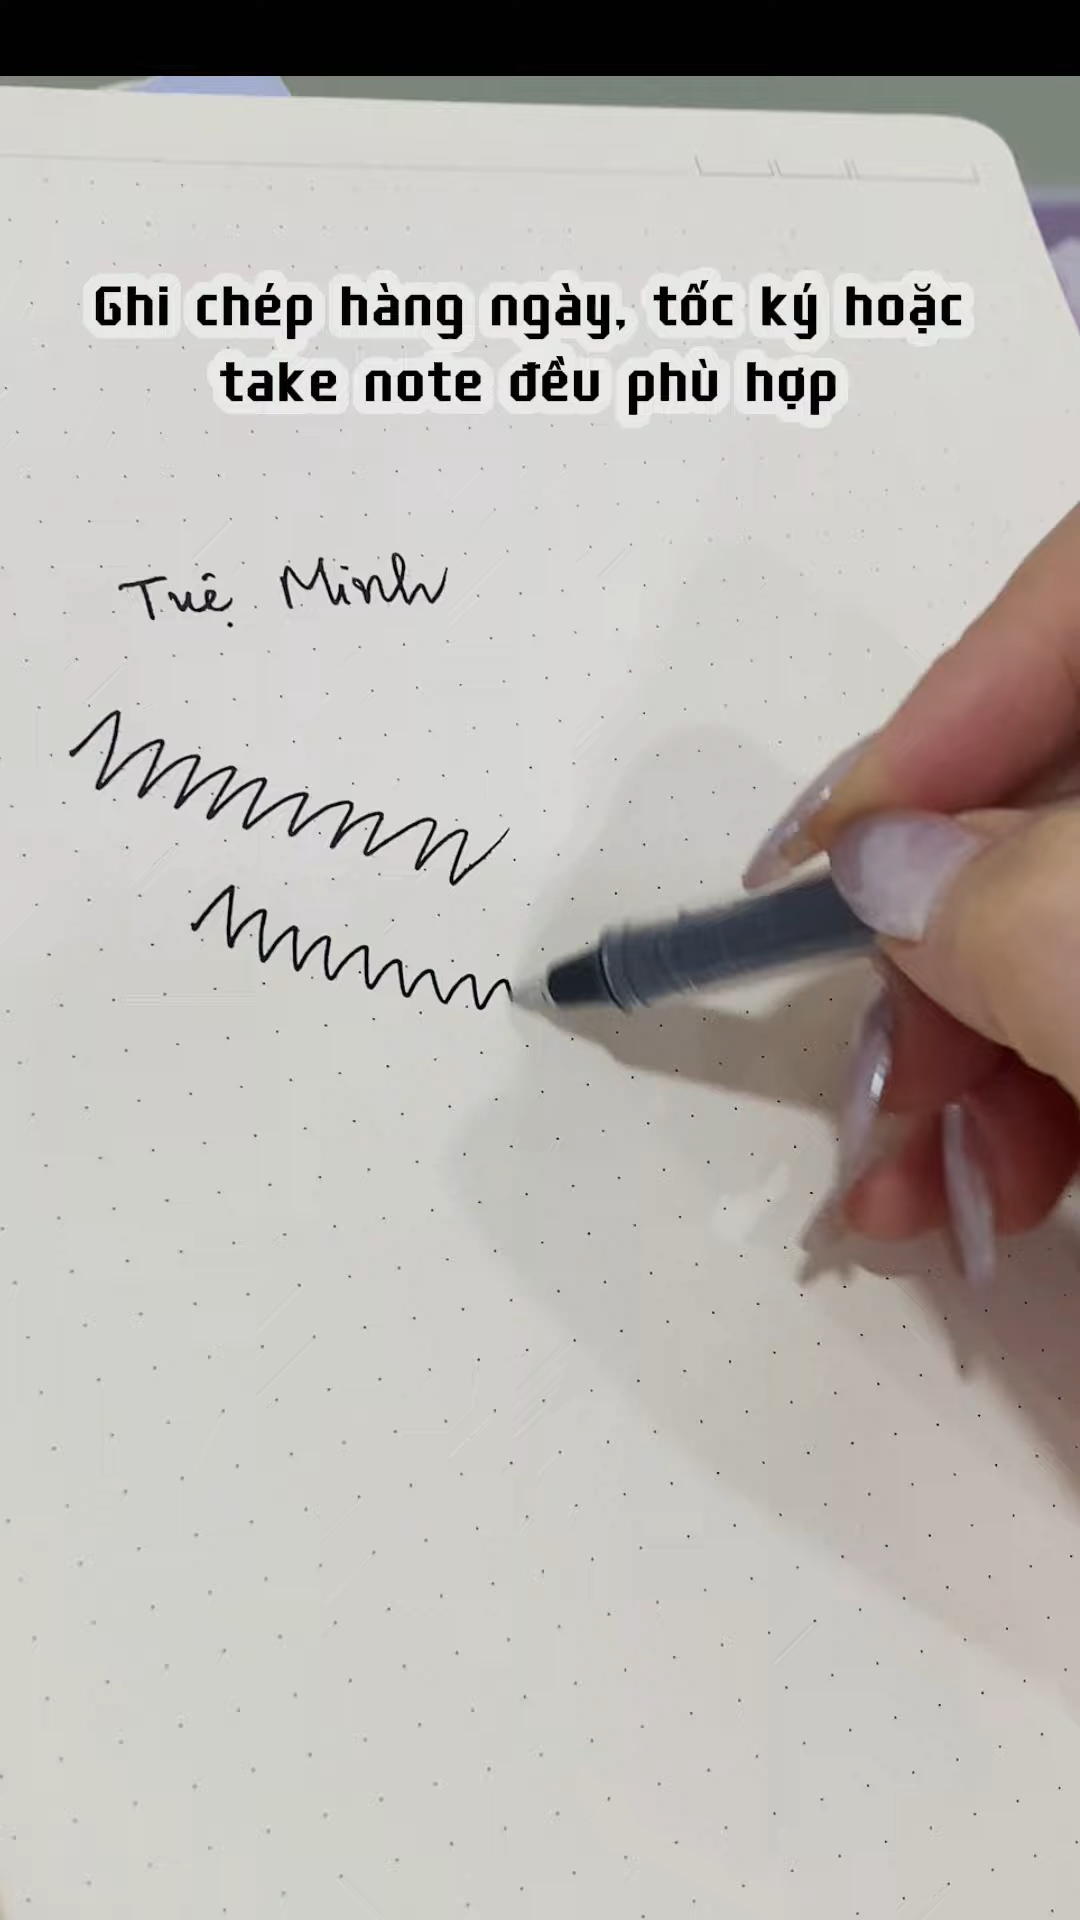 Ghi chép hàng ngày, tốc ký hoặc
take note đều phù hợp
Tuệ Minh